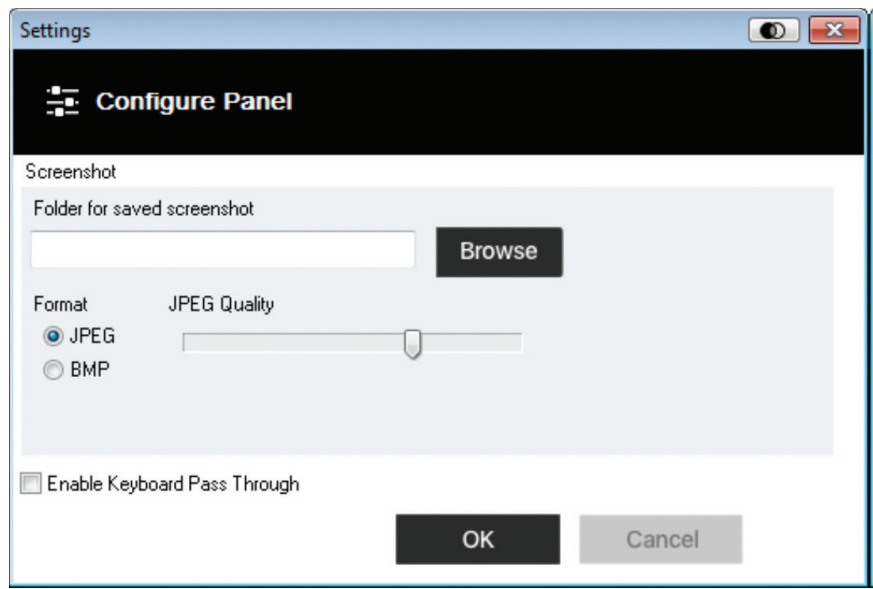 Settings
Configure Panel
Screenshot
Folder for saved screenshot
Browse
Format JPEG Quality
JPEG
BMP
Enable Keyboard Pass Through
OK Cancel